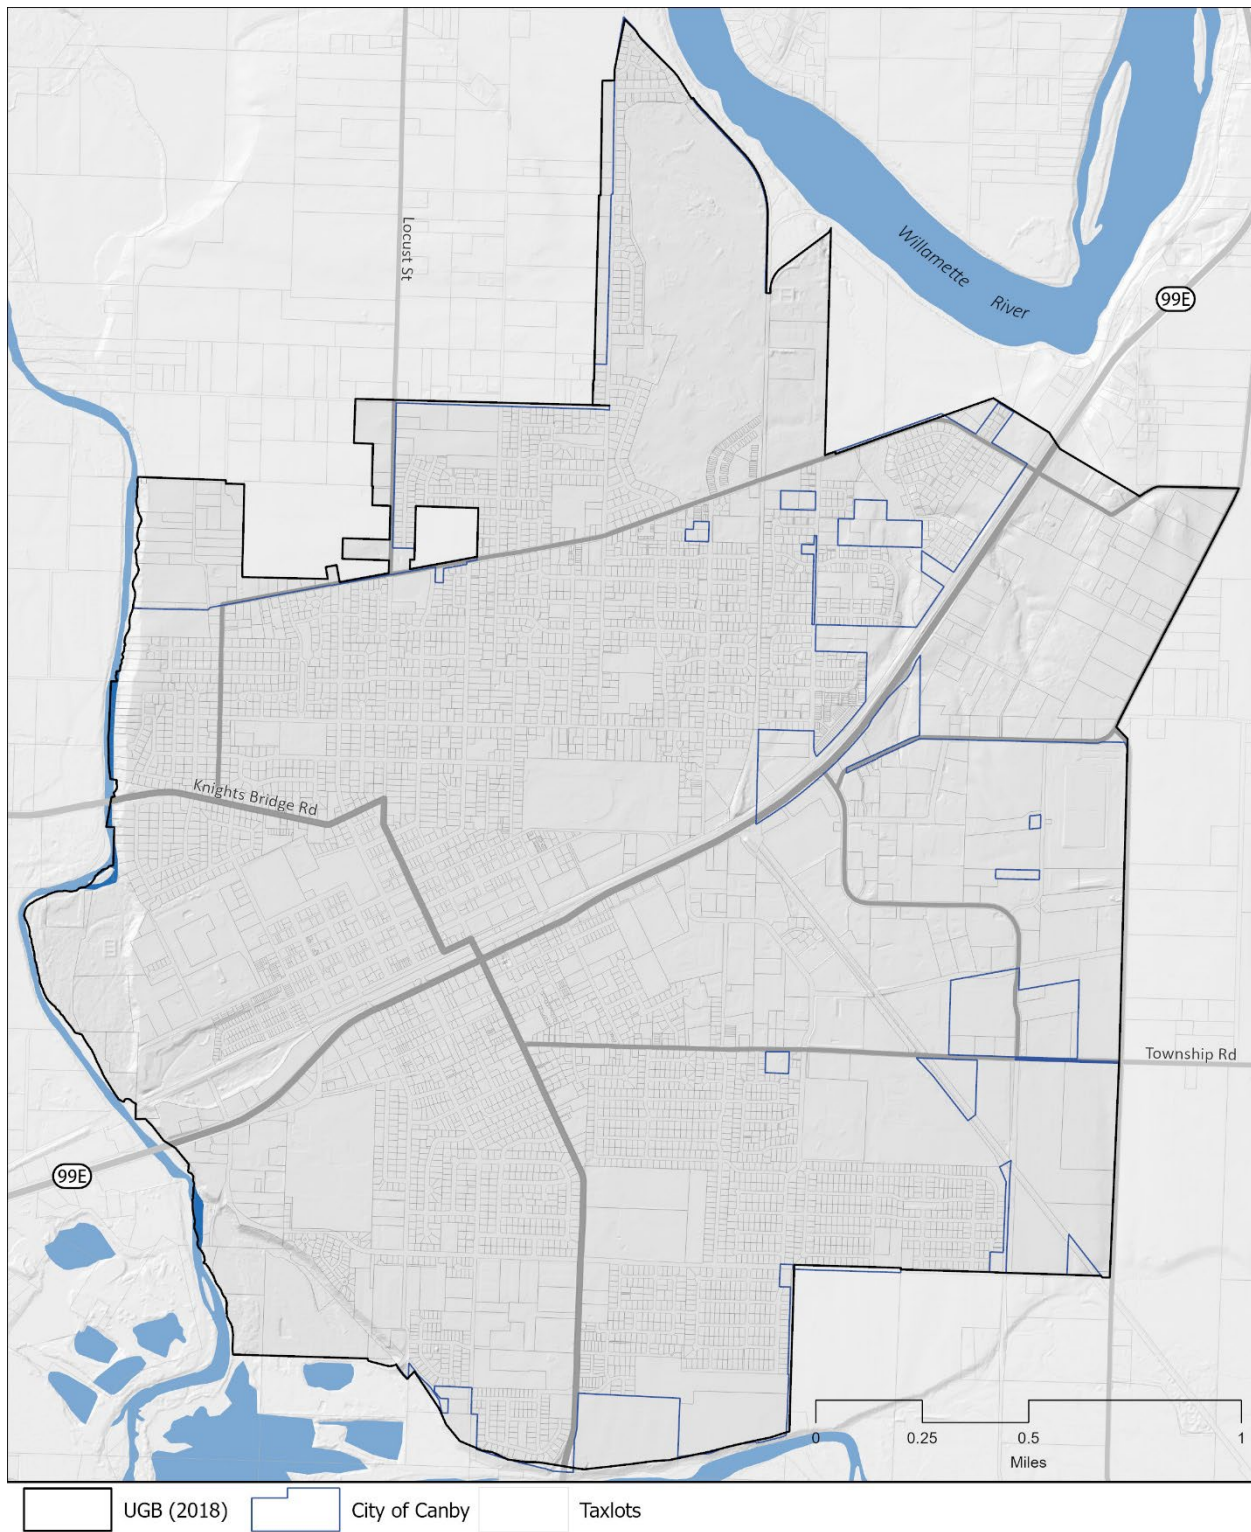 Locust St
Willamette
River
99E
Knights Bridge Rd
Township Rd
99E
0
0.25
0.5
1
Miles
UGB (2018)
City of Canby
Taxlots